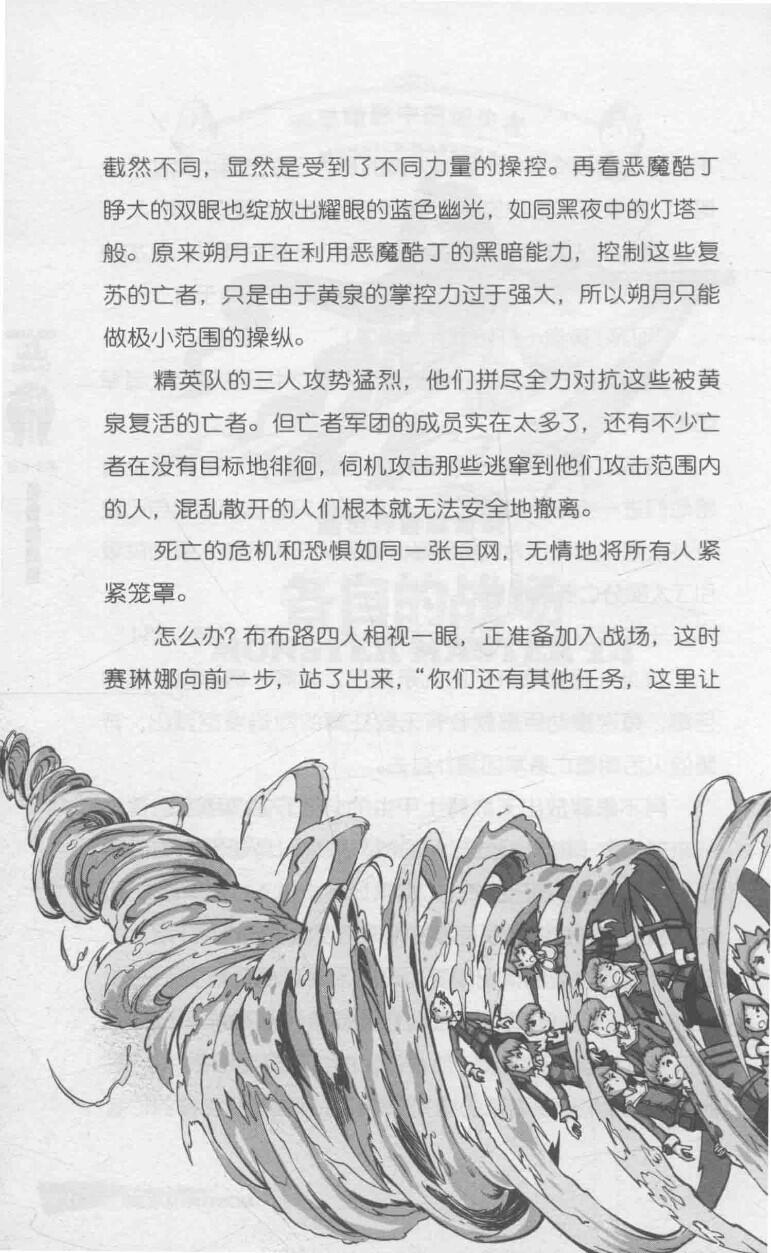 截然不同，显然是受到了不同力量的操控。再看恶魔酷丁
睁大的双眼也绽放出耀眼的蓝色幽光，如同黑夜中的灯塔一
般。原来朔月正在利用恶魔酷丁的黑暗能力，控制这些复
苏的亡者，只是由于黄泉的掌控力过于强大，所以朔月只能
做极小范围的操纵。
精英队的三人攻势猛烈，他们拼尽全力对抗这些被黄
泉复活的亡者。但亡者军团的成员实在太多了，还有不少亡
者在没有目标地徘徊，伺机攻击那些逃窜到他们攻击范围内
的人，混乱散开的人们根本就无法安全地撤离。
死亡的危机和恐惧如同一张巨网，无情地将所有人紧
紧笼罩。
怎么办？布布路四人相视一眼，正准备加入战场，这时
赛琳娜向前一步，站了出来，“你们还有其他任务，这里让